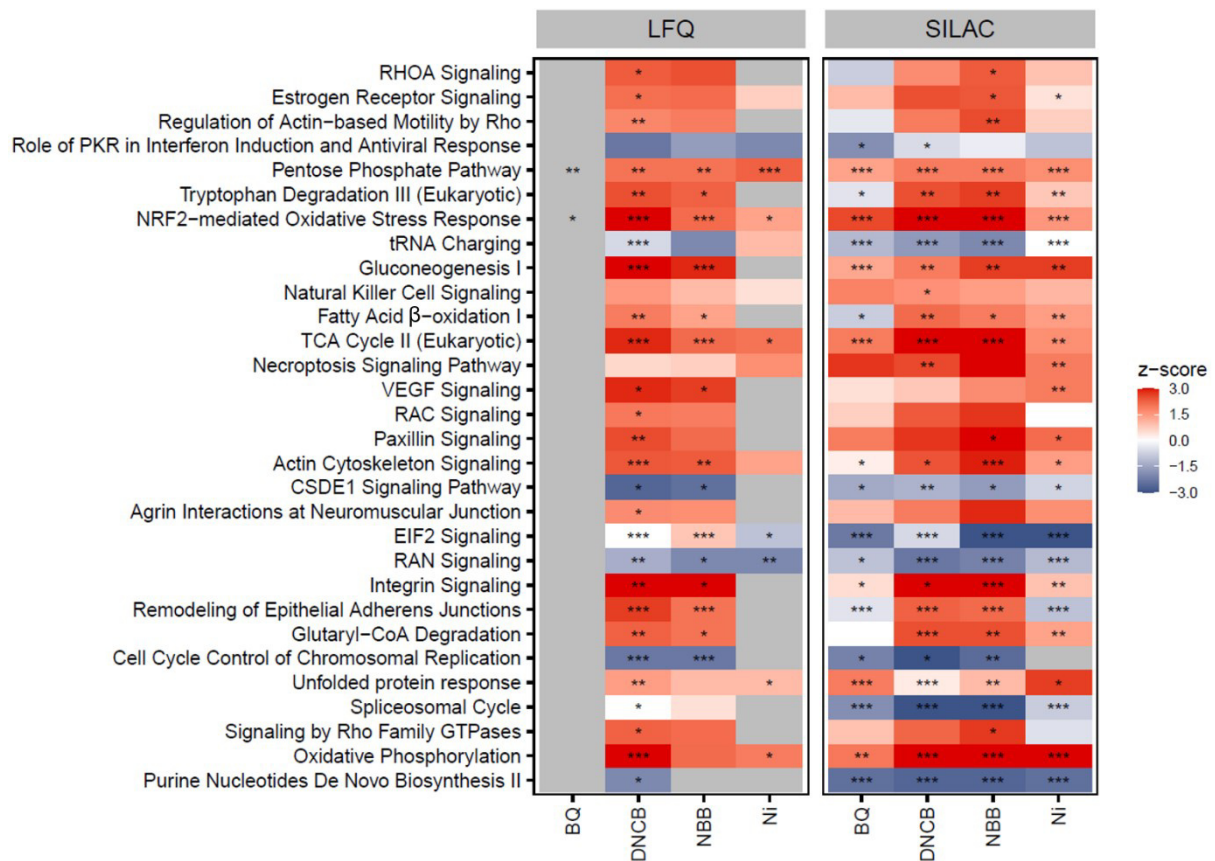 LFQ SILAC
RHOA Signaling * *
Estrogen Receptor Signaling * * *
Regulation of Actin-based Motility by Rho ** **
Role of PKR in Interferon Induction and Antiviral Response * *
Pentose Phosphate Pathway ** ** ** *** *** *** *** ***
Tryptophan Degradation III (Eukaryotic) ** * * ** ** **
NRF2-mediated Oxidative Stress Response * *** *** * *** *** *** ***
tRNA Charging *** *** *** *** ***
Gluconeogenesis I *** *** *** ** ** **
Natural Killer Cell Signaling *
Fatty Acid β-oxidation I ** * * ** * **
TCA Cycle II (Eukaryotic) *** *** * *** *** *** **
Necroptosis Signaling Pathway ** **
VEGF Signaling * * **
RAC Signaling *
Paxillin Signaling ** * *
Actin Cytoskeleton Signaling *** ** * * *** *
CSDE1 Signaling Pathway * * * ** * *
Agrin Interactions at Neuromuscular Junction *
EIF2 Signaling *** *** * *** *** *** ***
RAN Signaling ** * ** * *** *** ***
Integrin Signaling ** * * * *** **
Remodeling of Epithelial Adherens Junctions *** *** *** *** *** ***
Glutaryl-CoA Degradation ** * *** ** **
Cell Cycle Control of Chromosomal Replication *** *** * * **
Unfolded protein response ** * *** *** ** *
Spliceosomal Cycle * *** *** *** ***
Signaling by Rho Family GTPases * *
Oxidative Phosphorylation *** * ** *** *** ***
Purine Nucleotides De Novo Biosynthesis II * *** *** *** ***
BQ DNCB NBB Ni BQ DNCB NBB Ni
z-score
3.0
1.5
0.0
-1.5
-3.0